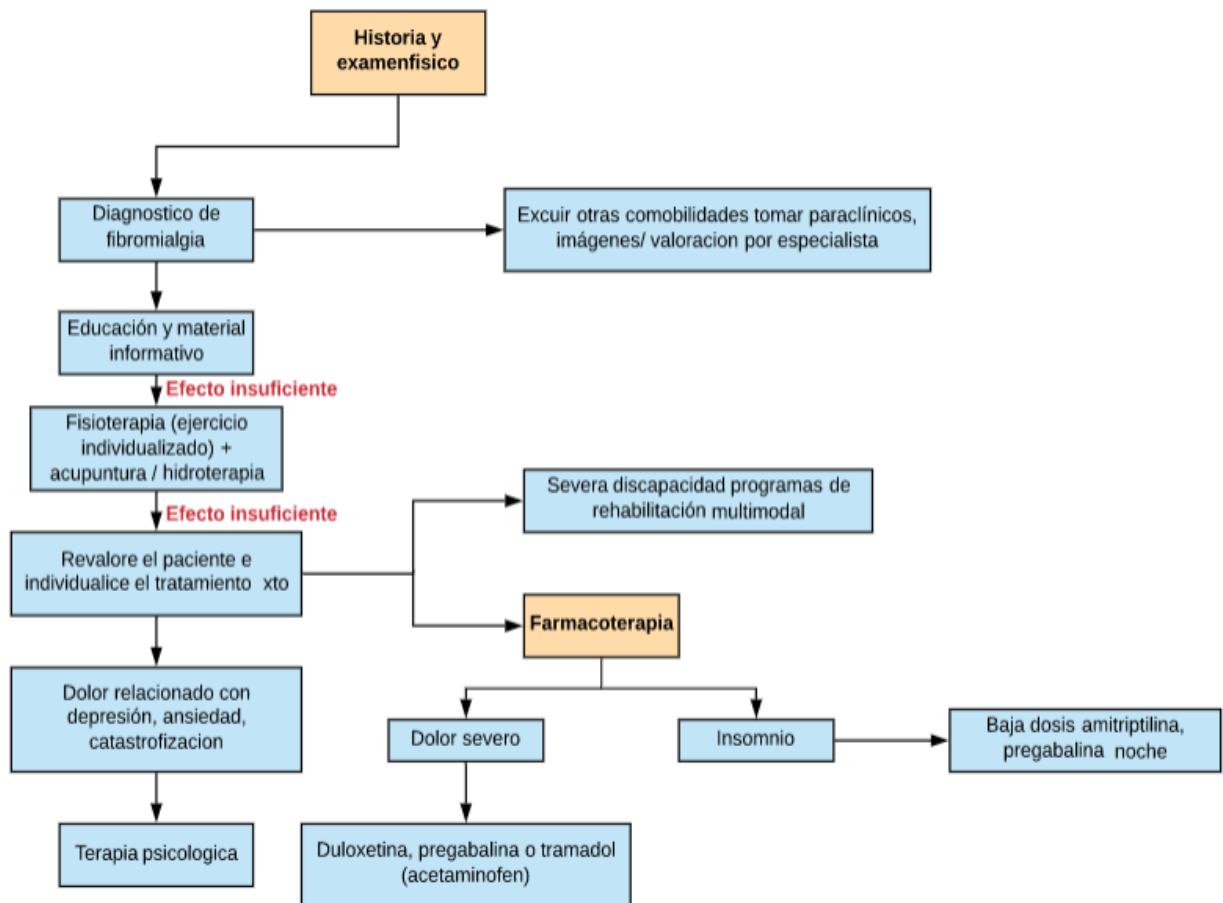 Historia y
examenfisico
Diagnostico de
fibromialgia
Excuir otras comobilidades tomar paraclínicos,
imágenes/ valoracion por especialista
Educación y material
informativo
Efecto insuficiente
Fisioterapia (ejercicio
individualizado) +
acupuntura / hidroterapia
Efecto insuficiente
Severa discapacidad programas de
rehabilitación multimodal
Revalore el paciente e
individualice el tratamiento xto
Farmacoterapia
Dolor relacionado con
depresión, ansiedad,
catastrofizacion
Dolor severo
Insomnio
Baja dosis amitriptilina,
pregabalina noche
Terapia psicologica
Duloxetina, pregabalina o tramadol
(acetaminofen)